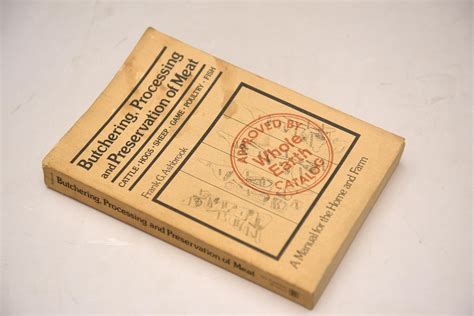 Butchering, Processing
and Preservation of Meat
CATTLE • HOGS • SHEEP • GAME • POULTRY • FISH
Frank G. Ashbrook
APPROVED BY
Whole
Earth
CATALOG
A Manual for the Home and Farm
Butchering, Processing and Preservation of Meat